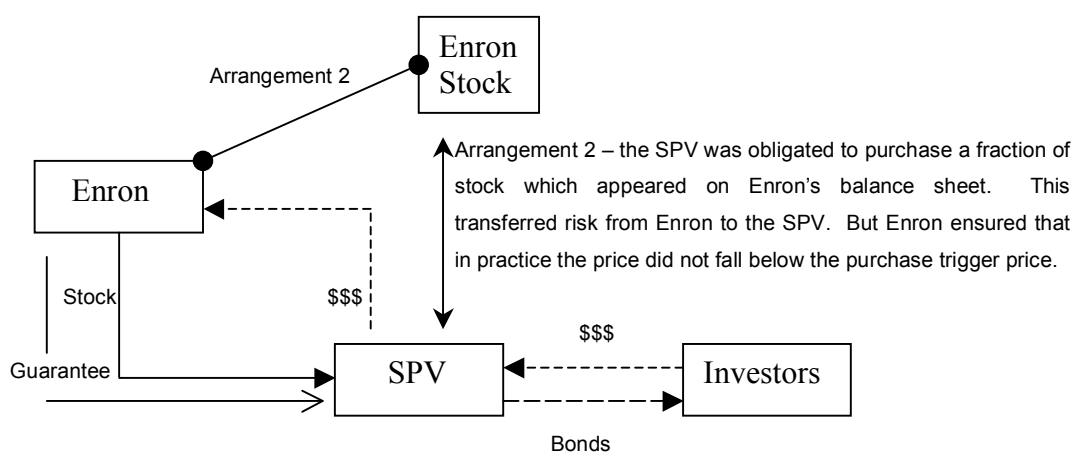 Enron
Stock
Arrangement 2
Arrangement 2 – the SPV was obligated to purchase a fraction of
stock which appeared on Enron's balance sheet. This
transferred risk from Enron to the SPV. But Enron ensured that
in practice the price did not fall below the purchase trigger price.
Enron
Stock
$$$
$$$
Guarantee
SPV
Investors
Bonds